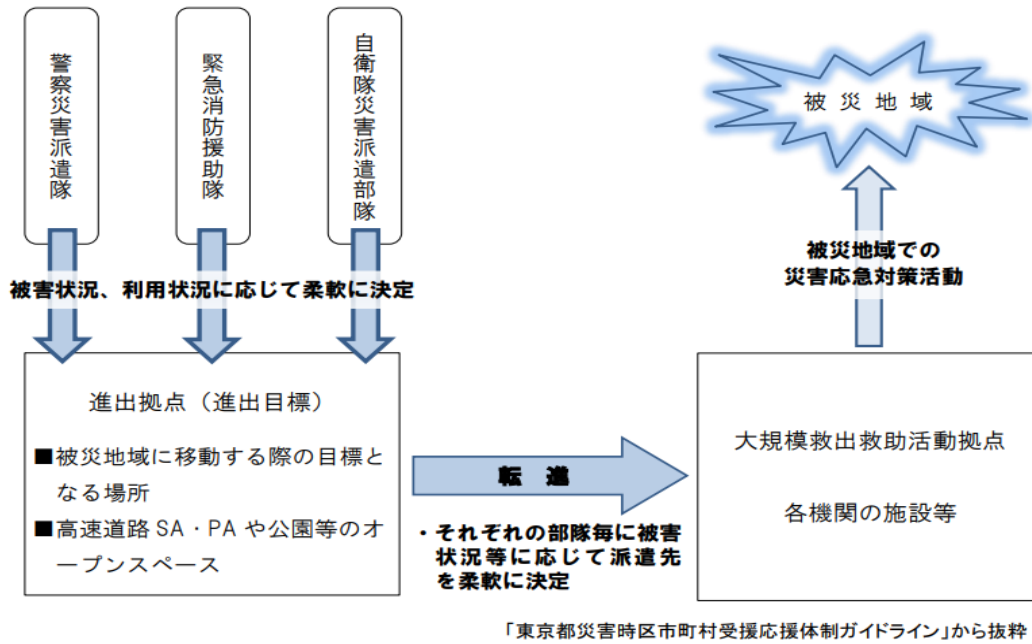 警察災害派遣隊
緊急消防援助隊
自衛隊災害派遣部隊
被災地域
被害状況、利用状況に応じて柔軟に決定
被災地域での
災害応急対策活動
進出拠点（進出目標）
■被災地域に移動する際の目標と
なる場所
■高速道路 SA・PA や公園等のオ
ープンスペース
転　進
・それぞれの部隊毎に被害
状況等に応じて派遣先
を柔軟に決定
大規模救出救助活動拠点
各機関の施設等
「東京都災害時区市町村受援応援体制ガイドライン」から抜粋